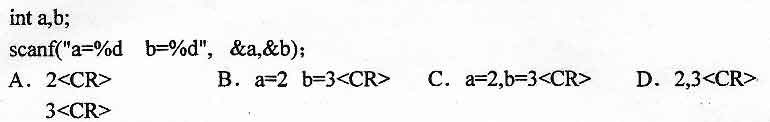 int a,b;
scanf("a=%d b=%d", &a,&b);
A. 2<CR> B. a=2 b=3<CR> C. a=2,b=3<CR> D. 2,3<CR>
3<CR>